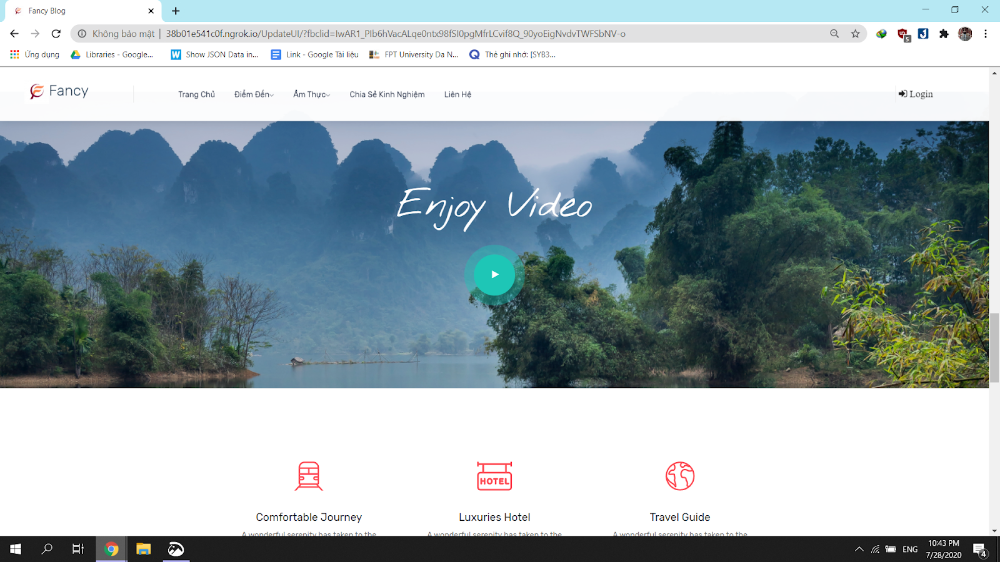 Fancy Blog
Không bảo mật | 38b01e541c0f.ngrok.io/UpdateUI/?fbclid=IwAR1_PIb6hVacALqe0ntx98fSI0pgMfrLCvif8Q_90yoEigNvdvTWFSbNV-o
5
Ứng dụng Libraries - Google... Show JSON Data in... Link - Google Tài liệu FPT University Da N... Thẻ ghi nhớ: [SYB3...
Fancy
Trang Chủ Điểm Đến Ẩm Thực Chia Sẻ Kinh Nghiệm Liên Hệ
Login
Enjoy Video
HOTEL
Comfortable Journey Luxuries Hotel Travel Guide
A wonderful serenity has taken to the A wonderful serenity has taken to the A wonderful serenity has taken to the
ENG
10:43 PM
7/28/2020
4